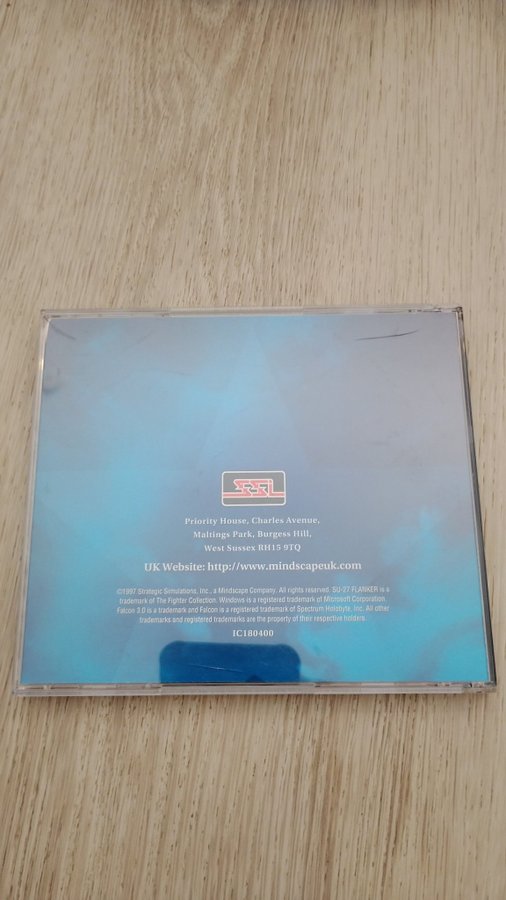 SSI
Priority House, Charles Avenue,
Maltings Park, Burgess Hill,
West Sussex RH15 9TQ
UK Website: http://www.mindscapeuk.com
©1997 Strategic Simulations, Inc., a Mindscape Company. All rights reserved. SU-27 FLANKER is a
trademark of The Fighter Collection. Windows is a registered trademark of Microsoft Corporation.
Falcon 3.0 is a trademark and Falcon is a registered trademark of Spectrum Holobyte, Inc. All other
trademarks and registered trademarks are the property of their respective holders.
IC180400